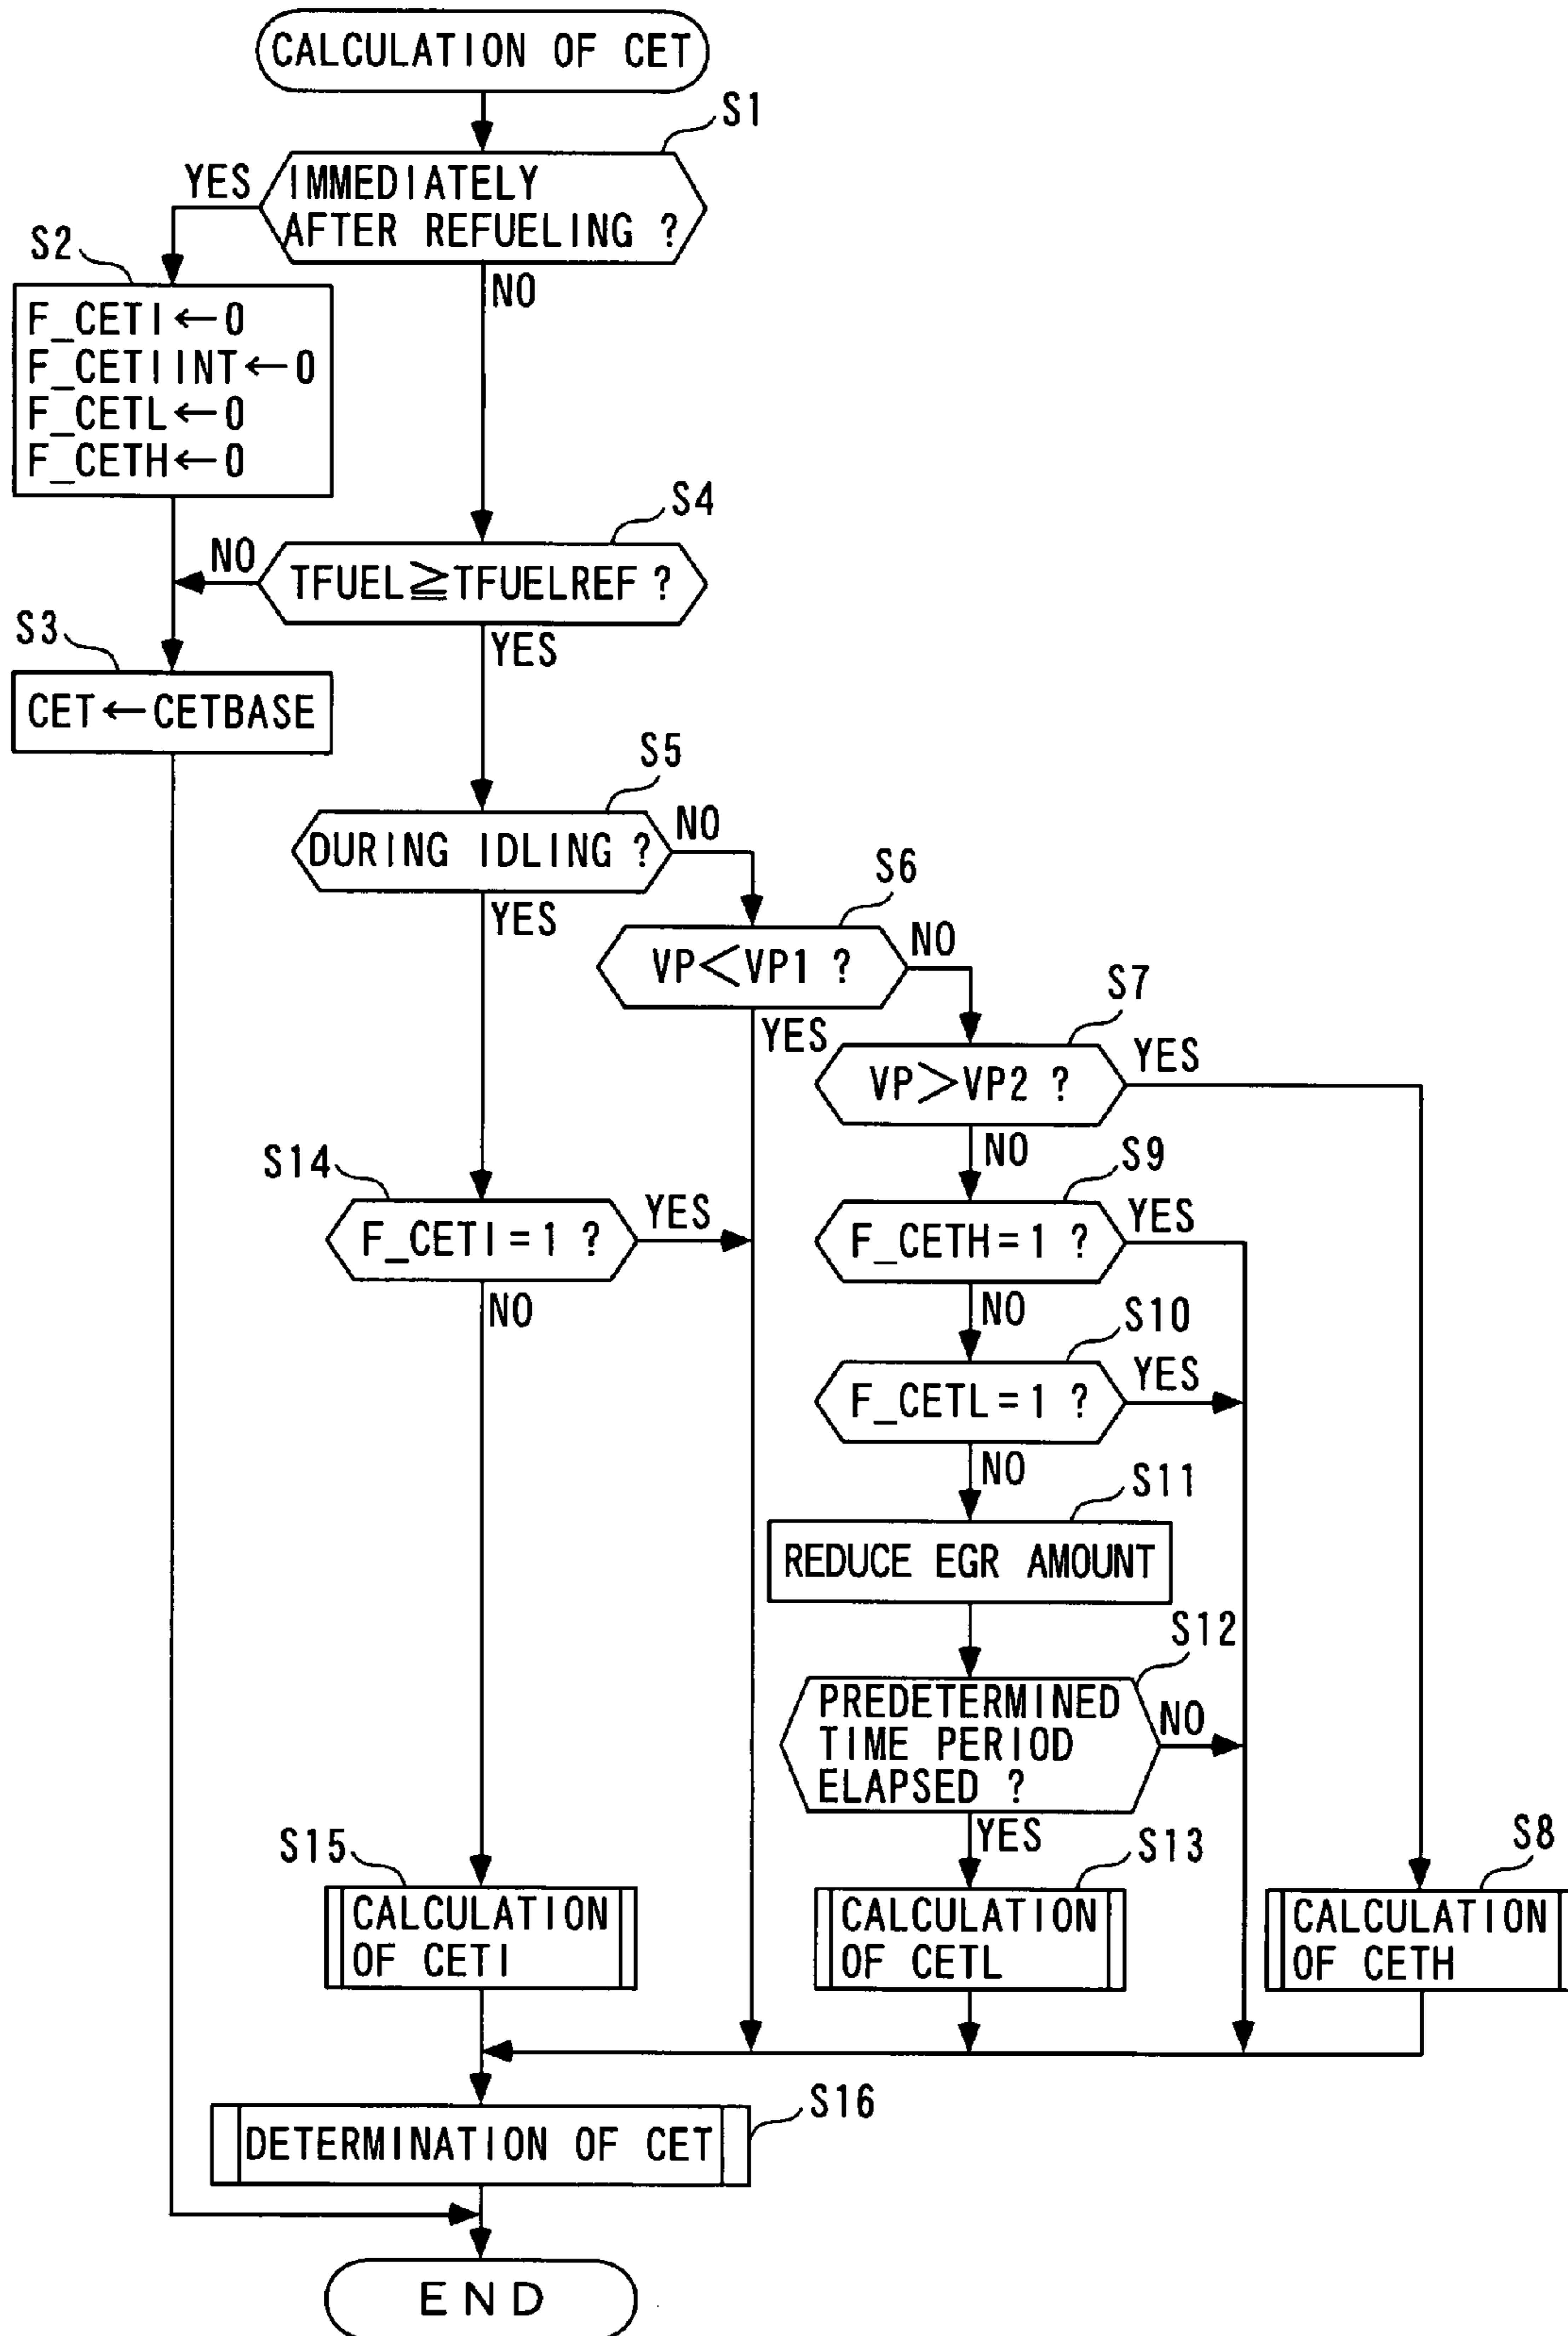 CALCULATION OF CET
S1
YES
IMMEDIATELY
AFTER REFUELING ?
S2
NO
F_CETI←0
F_CETIINT←0
F_CETL←0
F_CETH←0
S4
NO
TFUEL≧TFUELREF ?
S3
YES
CET←CETBASE
S5
DURING IDLING ?
NO
S6
YES
VP<VP1 ?
NO
S7
YES
VP>VP2 ?
YES
NO
S14
S9
F_CETI=1 ?
YES
F_CETH=1 ?
YES
NO
NO
S10
F_CETL=1 ?
YES
NO
S11
REDUCE EGR AMOUNT
S12
PREDETERMINED
TIME PERIOD
ELAPSED ?
NO
YES
S15
S13
S8
CALCULATION
OF CETI
CALCULATION
OF CETL
CALCULATION
OF CETH
S16
DETERMINATION OF CET
END